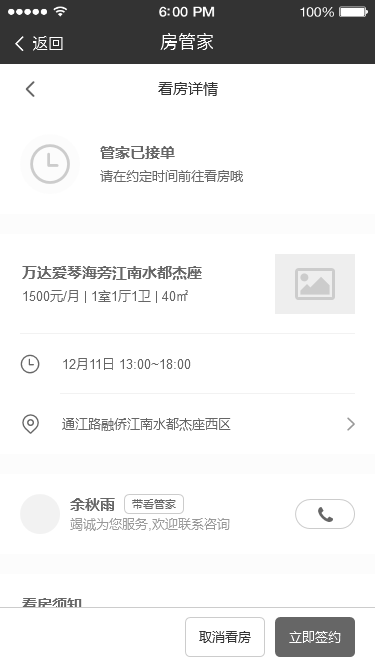 6:00 PM
100%
返回
房管家
看房详情
管家已接单
请在约定时间前往看房哦
万达爱琴海旁江南水都杰座
1500元/月 | 1室1厅1卫 | 40㎡
12月11日 13:00~18:00
通江路融侨江南水都杰座西区
余秋雨
带看管家
竭诚为您服务,欢迎联系咨询
看房须知
取消看房
立即签约